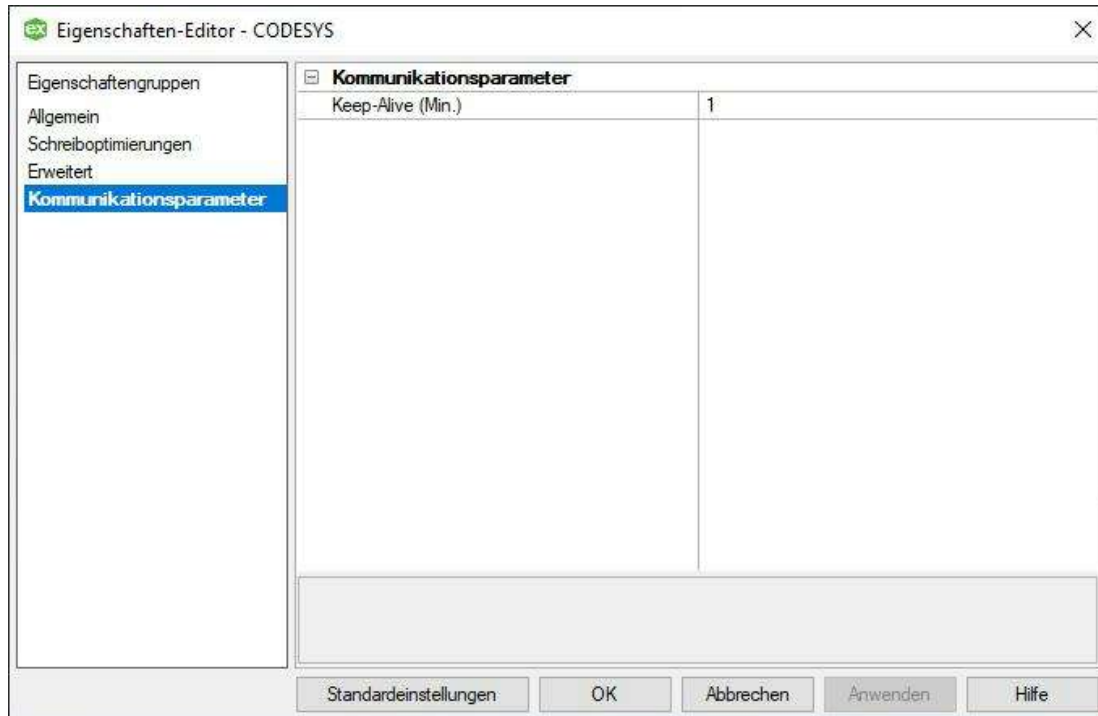 Eigenschaften-Editor - CODESYS
Eigenschaftengruppen
Allgemein
Schreiboptimierungen
Erweitert
Kommunikationsparameter
Kommunikationsparameter
Keep-Alive (Min.) 1
Standardeinstellungen OK Abbrechen Anwenden Hilfe